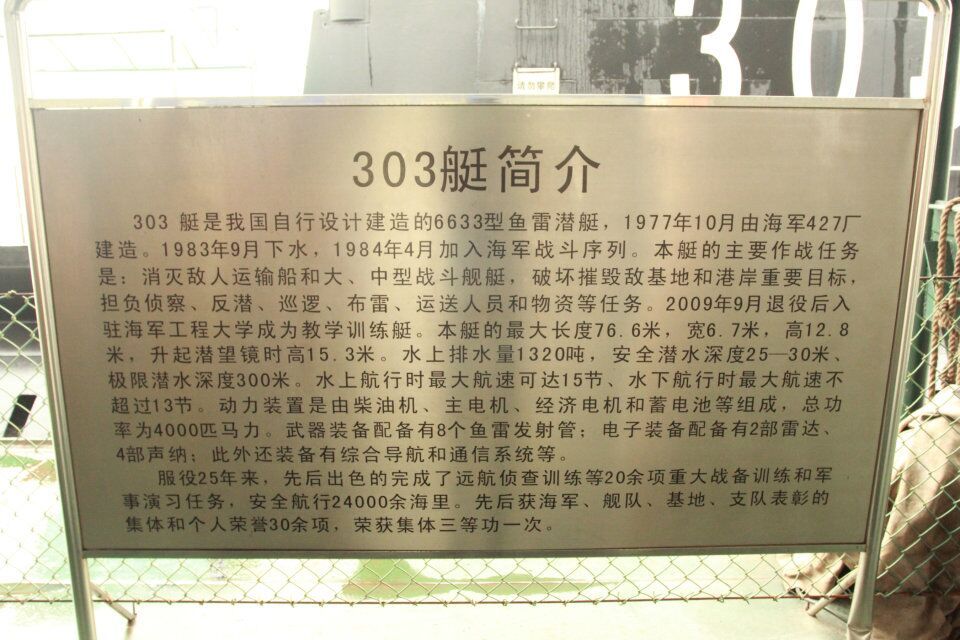 30
请勿攀爬
303艇简介
303 艇是我国自行设计建造的6633型鱼雷潜艇，1977年10月由海军427厂
建造。1983年9月下水，1984年4月加入海军战斗序列。本艇的主要作战任务
是：消灭敌人运输船和大、中型战斗舰艇，破坏摧毁敌基地和港岸重要目标，
担负侦察、反潜、巡逻、布雷、运送人员和物资等任务。2009年9月退役后入
驻海军工程大学成为教学训练艇。本艇的最大长度76.6米，宽6.7米，高12.8
米，升起潜望镜时高15.3米。水上排水量1320吨，安全潜水深度25—30米、
极限潜水深度300米。水上航行时最大航速可达15节、水下航行时最大航速不
超过13节。动力装置是由柴油机、主电机、经济电机和蓄电池等组成，总功
率为4000匹马力。武器装备配备有8个鱼雷发射管；电子装备配备有2部雷达、
4部声纳；此外还装备有综合导航和通信系统等。
服役25年来，先后出色的完成了远航侦查训练等20余项重大战备训练和军
事演习任务，安全航行24000余海里。先后获海军、舰队、基地、支队表彰的
集体和个人荣誉30余项，荣获集体三等功一次。